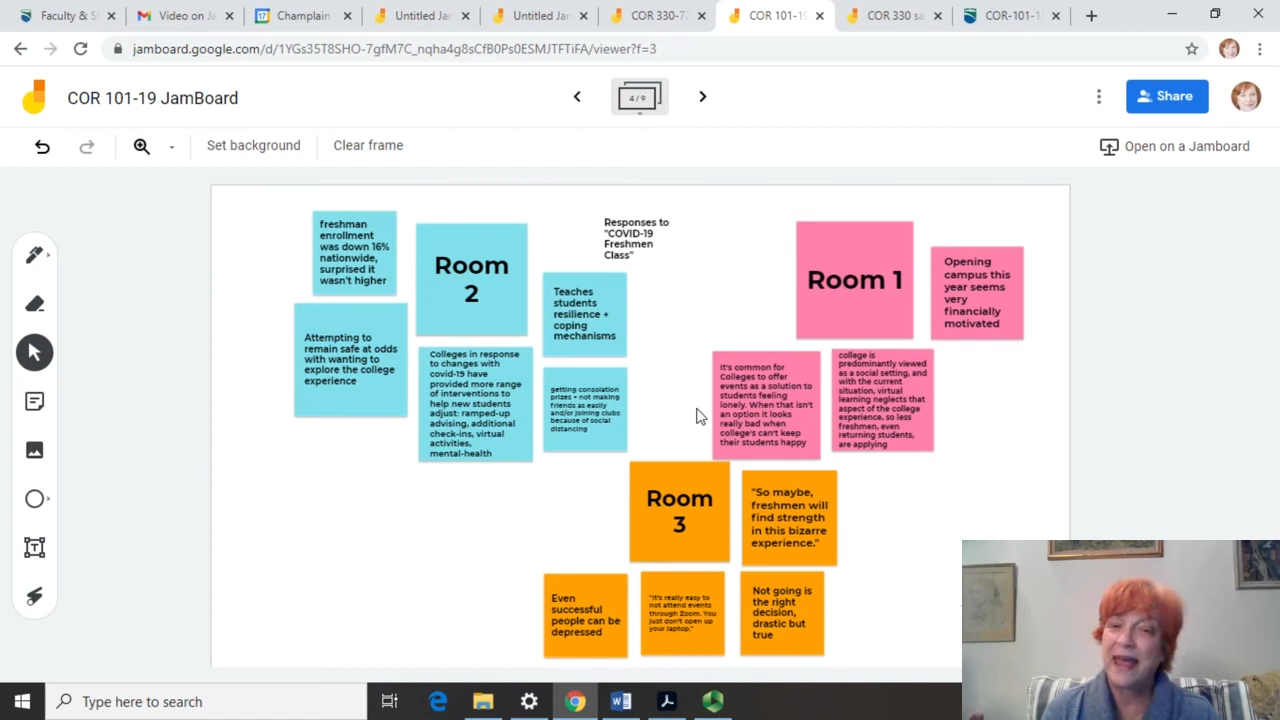 Faculty & S
Video on Ja
Champlain
Untitled Jan
Untitled Jan
COR 330-72
COR 101-19
COR 330 sa
COR-101-1
jamboard.google.com/d/1YGs35T8SHO-7gfM7C_nqha4g8sCfB0Ps0ESMJTFTiFA/viewer?f=3
COR 101-19 JamBoard
4 / 9
Share
Set background
Clear frame
Open on a Jamboard
freshman
enrollment
was down 16%
nationwide,
surprised it
wasn't higher
Room
2
Responses to
"COVID-19
Freshmen
Class"
Room 1
Opening
campus this
year seems
very
financially
motivated
Teaches
students
resilience +
coping
mechanisms
Attempting to
remain safe at odds
with wanting to
explore the college
experience
Colleges in response
to changes with
covid-19 have
provided more range
of interventions to
help new students
adjust: ramped-up
advising, additional
check-ins, virtual
activities,
mental-health
getting consolation
prizes + not making
friends as easily
and/or joining clubs
because of social
distancing
It's common for
Colleges to offer
events as a solution to
students feeling
lonely. When that isn't
an option it looks
really bad when
college's can't keep
their students happy
college is
predominantly viewed
as a social setting, and
with the current
situation, virtual
learning neglects that
aspect of the college
experience, so less
freshmen, even
returning students,
are applying
Room
3
"So maybe,
freshmen will
find strength
in this bizarre
experience."
Even
successful
people can be
depressed
"It's really easy to
not attend events
through Zoom. You
just don't open up
your laptop."
Not going is
the right
decision,
drastic but
true
Type here to search